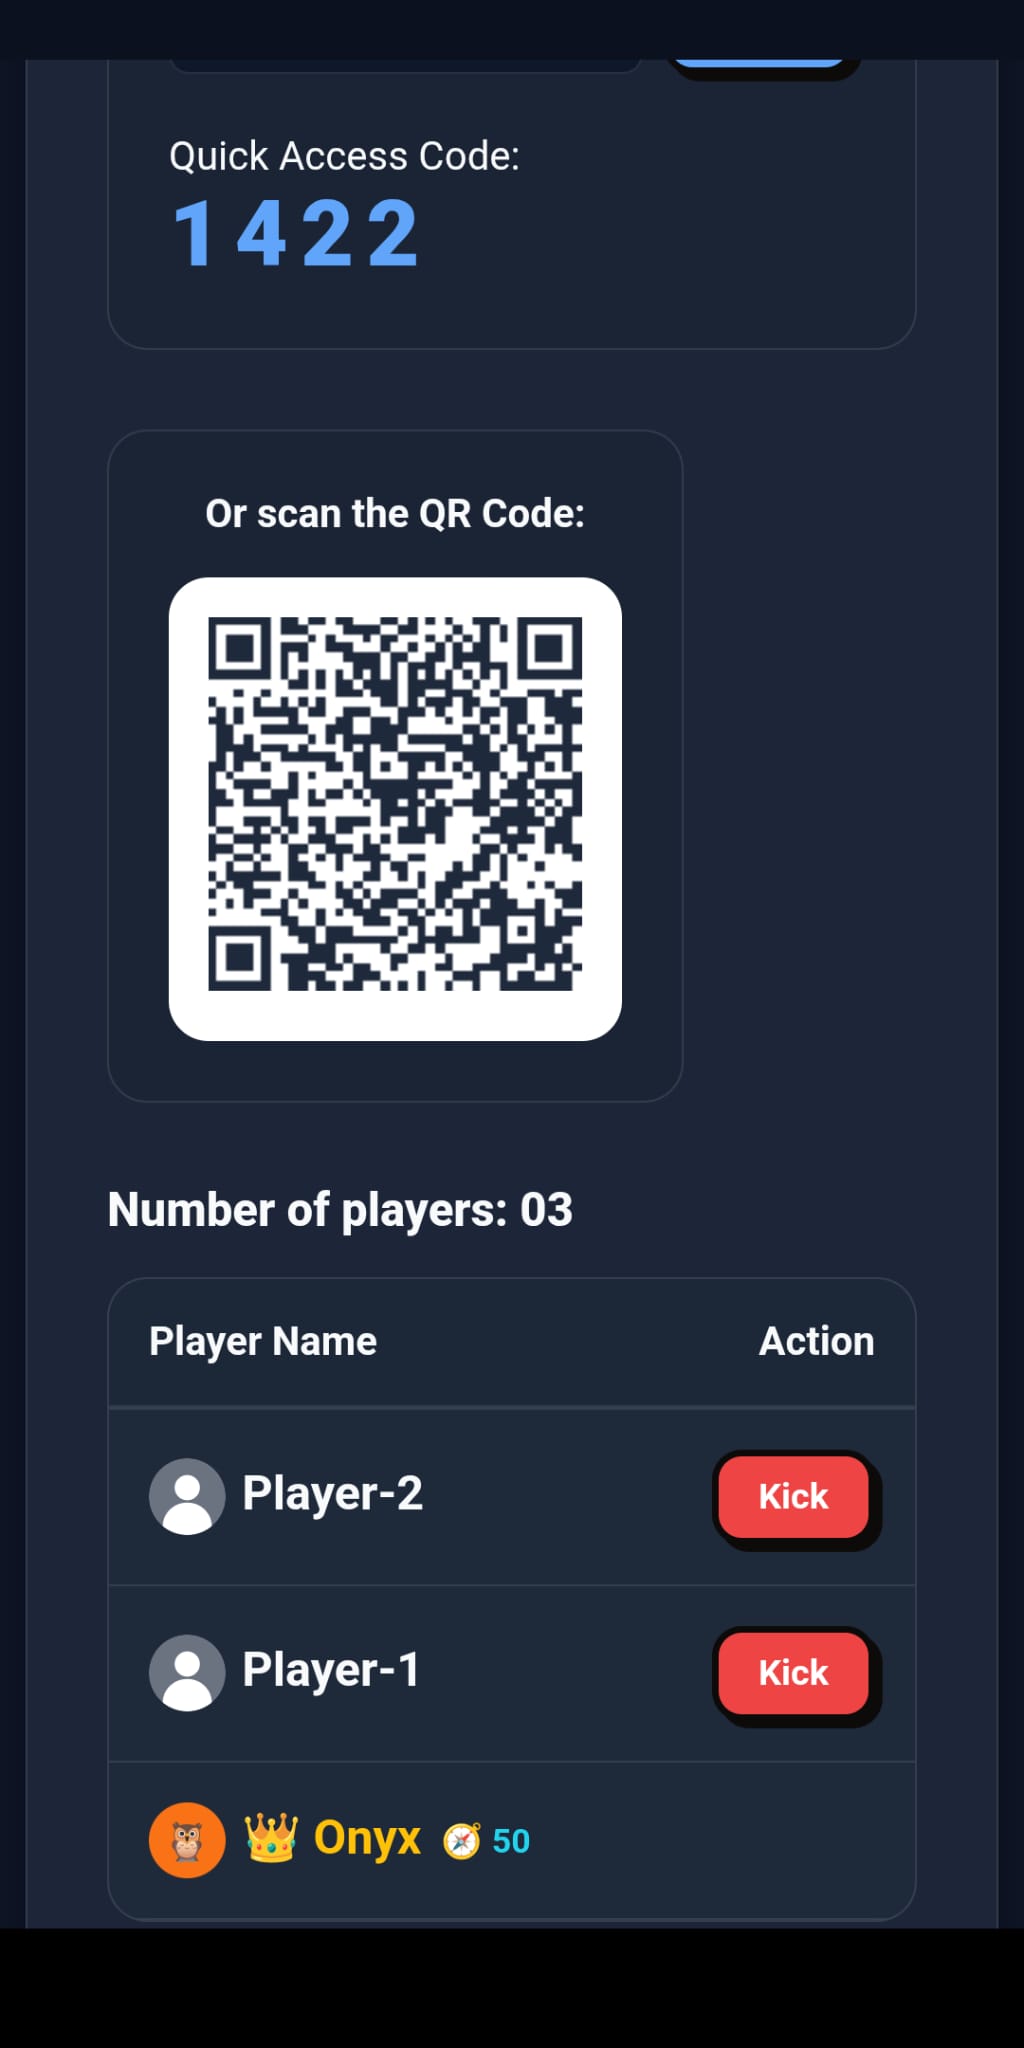 Quick Access Code:
1422
Or scan the QR Code:
Number of players: 03
Player Name Action
Player-2 Kick
Player-1 Kick
Onyx 50